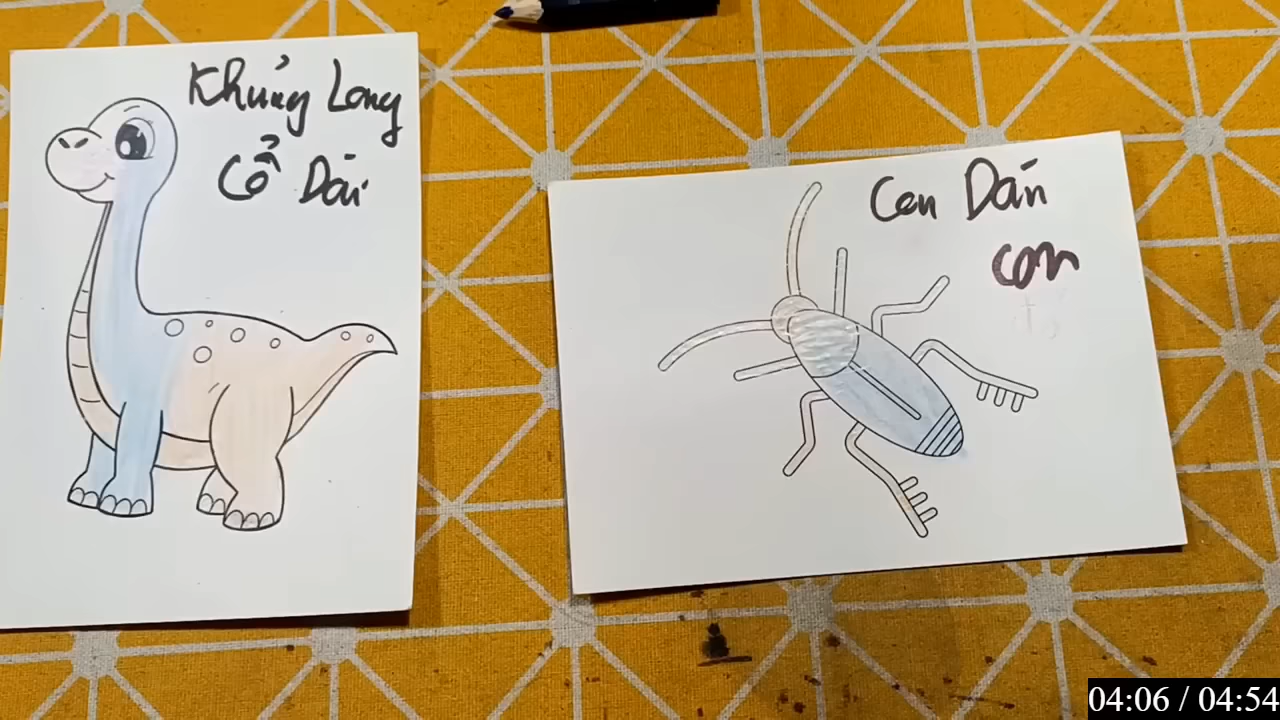 Khủng Long
Cổ Dài
Con Dán
con
04:06 / 04:54